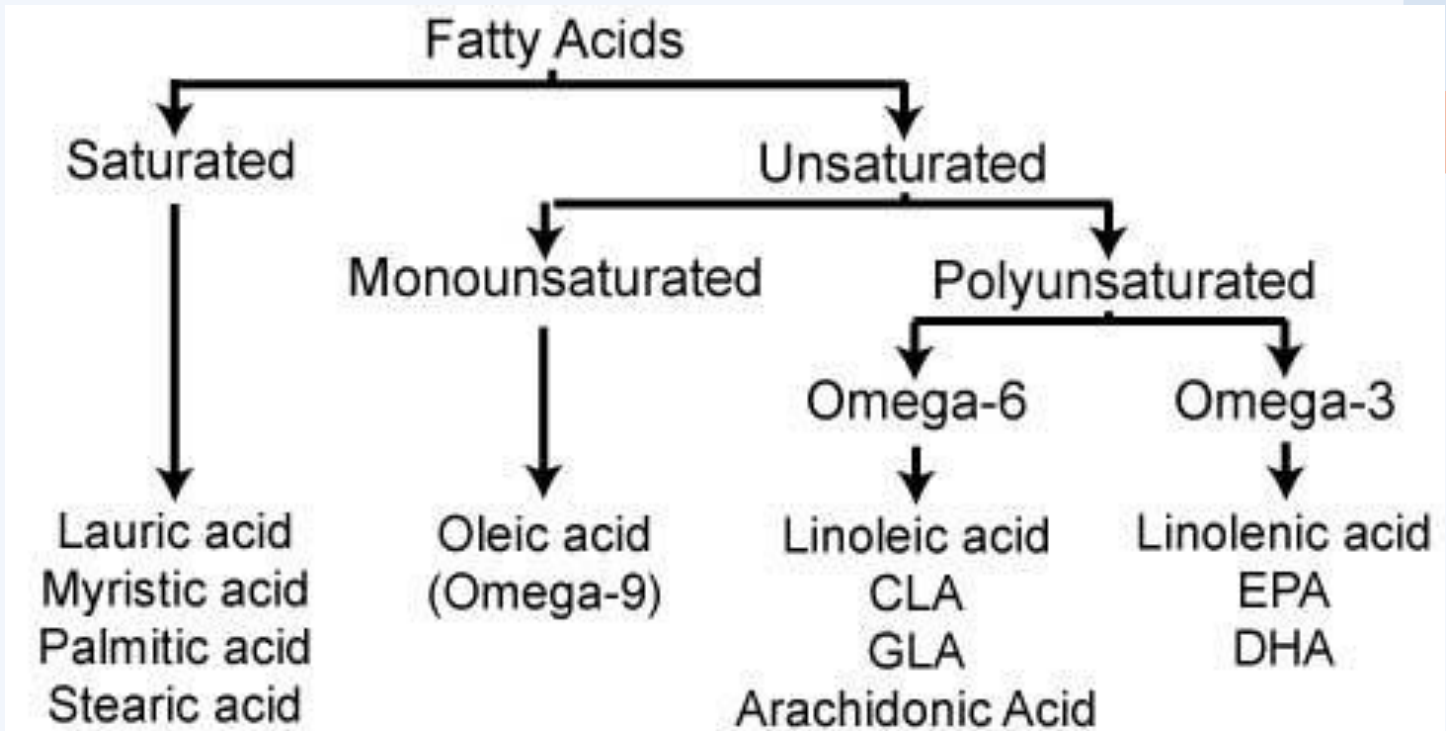 Fatty Acids
Saturated
Unsaturated
Monounsaturated
Polyunsaturated
Omega-6
Omega-3
Lauric acid
Myristic acid
Palmitic acid
Stearic acid
Oleic acid
(Omega-9)
Linoleic acid
CLA
GLA
Arachidonic Acid
Linolenic acid
EPA
DHA